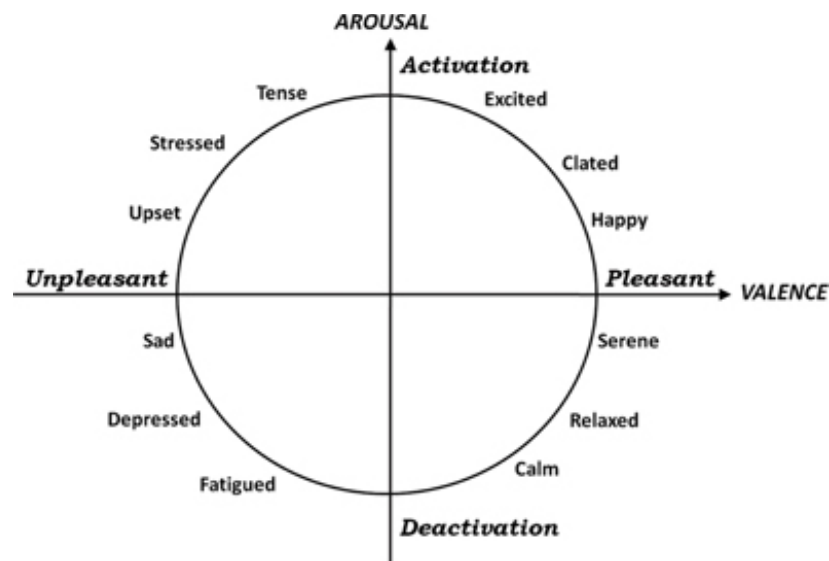 AROUSAL
Activation
Tense
Excited
Stressed
Clated
Upset
Happy
Unpleasant
Pleasant
VALENCE
Sad
Serene
Depressed
Relaxed
Fatigued
Calm
Deactivation